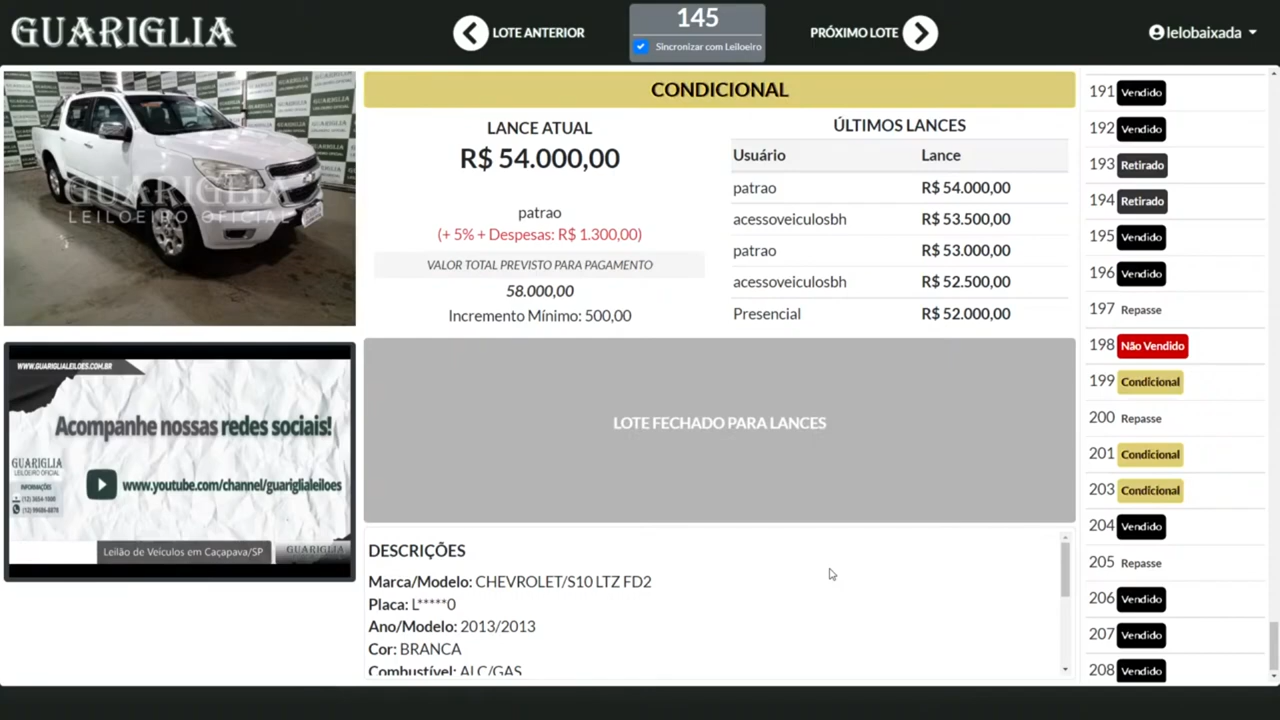 GUARIGLIA
LOTE ANTERIOR
145
Sincronizar com Leiloeiro
PRÓXIMO LOTE
lelobaixada
GUARIGLIA
LEILOEIRO OFICIAL
CONDICIONAL
LANCE ATUAL
R$ 54.000,00
patrao
(+ 5% + Despesas: R$ 1.300,00)
VALOR TOTAL PREVISTO PARA PAGAMENTO
58.000,00
Incremento Mínimo: 500,00
ÚLTIMOS LANCES
Usuário Lance
patrao R$ 54.000,00
acessoveiculosbh R$ 53.500,00
patrao R$ 53.000,00
acessoveiculosbh R$ 52.500,00
Presencial R$ 52.000,00
LOTE FECHADO PARA LANCES
WWW.GUARIGLIALEILOES.COM.BR
Acompanhe nossas redes sociais!
GUARIGLIA
LEILOEIRO OFICIAL
INFORMAÇÕES
www.youtube.com/channel/guariglialeiloes
Leilão de Veículos em Caçapava/SP
GUARIGLIA
DESCRIÇÕES
Marca/Modelo: CHEVROLET/S10 LTZ FD2
Placa: L*****0
Ano/Modelo: 2013/2013
Cor: BRANCA
Combustível: ALC/GAS
191 Vendido
192 Vendido
193 Retirado
194 Retirado
195 Vendido
196 Vendido
197 Repasse
198 Não Vendido
199 Condicional
200 Repasse
201 Condicional
203 Condicional
204 Vendido
205 Repasse
206 Vendido
207 Vendido
208 Vendido